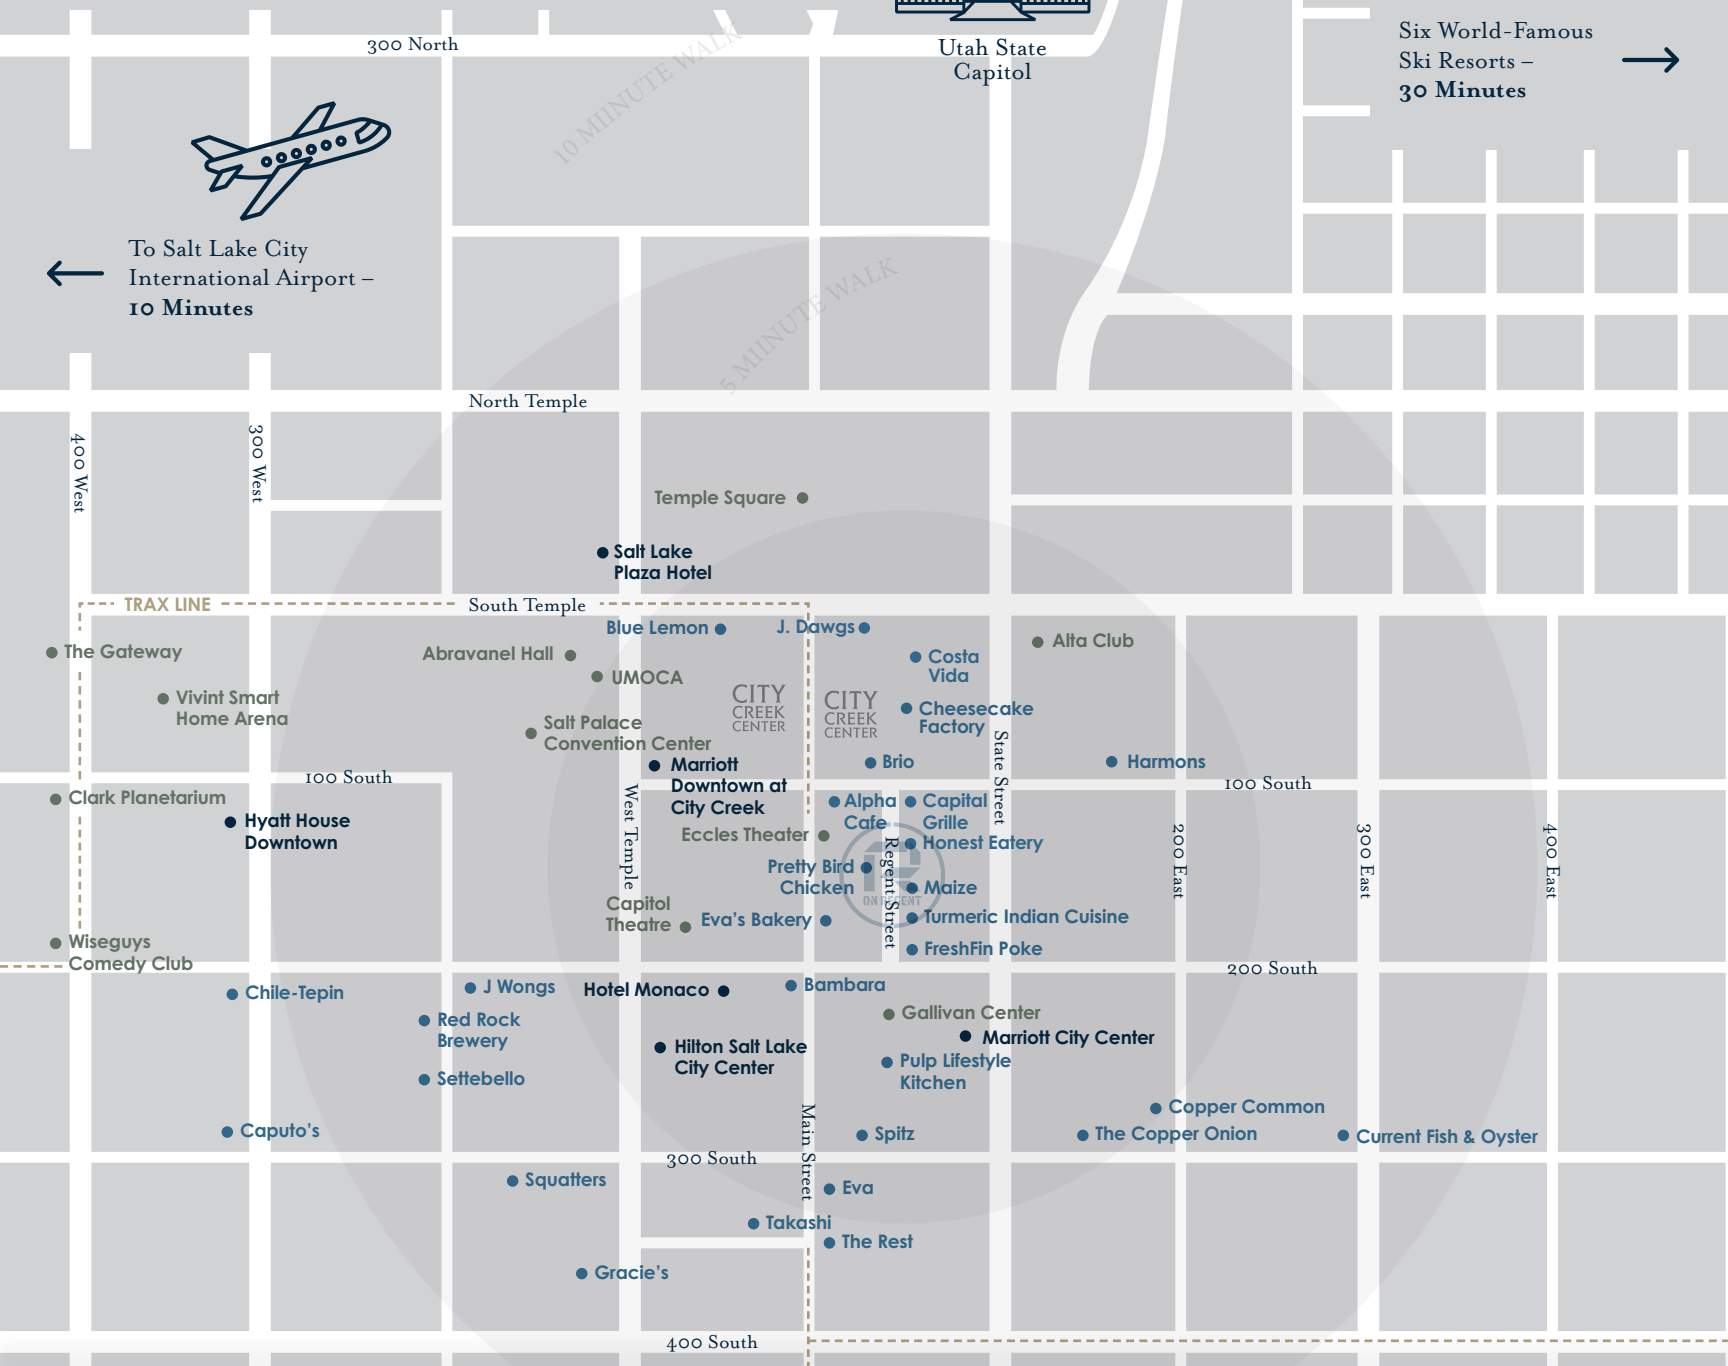 300 North
Utah State
Capitol
Six World-Famous
Ski Resorts –
30 Minutes
10 MIINUTE WALK
To Salt Lake City
International Airport –
10 Minutes
5 MIINUTE WALK
North Temple
400 West
300 West
Temple Square
Salt Lake
Plaza Hotel
TRAX LINE
South Temple
Blue Lemon
J. Dawgs
The Gateway
Abravanel Hall
Alta Club
UMOCA
Costa
Vida
Vivint Smart
Home Arena
CITY
CREEK
CENTER
CITY
CREEK
CENTER
Cheesecake
Factory
Salt Palace
Convention Center
State Street
Marriott
Downtown at
City Creek
Brio
Harmons
100 South
100 South
Clark Planetarium
Hyatt House
Downtown
West Temple
Alpha
Cafe
Capital
Grille
Eccles Theater
Honest Eatery
Regent Street
200 East
300 East
400 East
Pretty Bird
Chicken
Maize
ON REGENT
Capitol
Theatre
Eva's Bakery
Turmeric Indian Cuisine
FreshFin Poke
Wiseguys
Comedy Club
200 South
Chile-Tepin
J Wongs
Hotel Monaco
Bambara
Red Rock
Brewery
Gallivan Center
Marriott City Center
Hilton Salt Lake
City Center
Pulp Lifestyle
Kitchen
Settebello
Copper Common
Caputo's
Main Street
Spitz
The Copper Onion
Current Fish & Oyster
300 South
Squatters
Eva
Takashi
The Rest
Gracie's
400 South